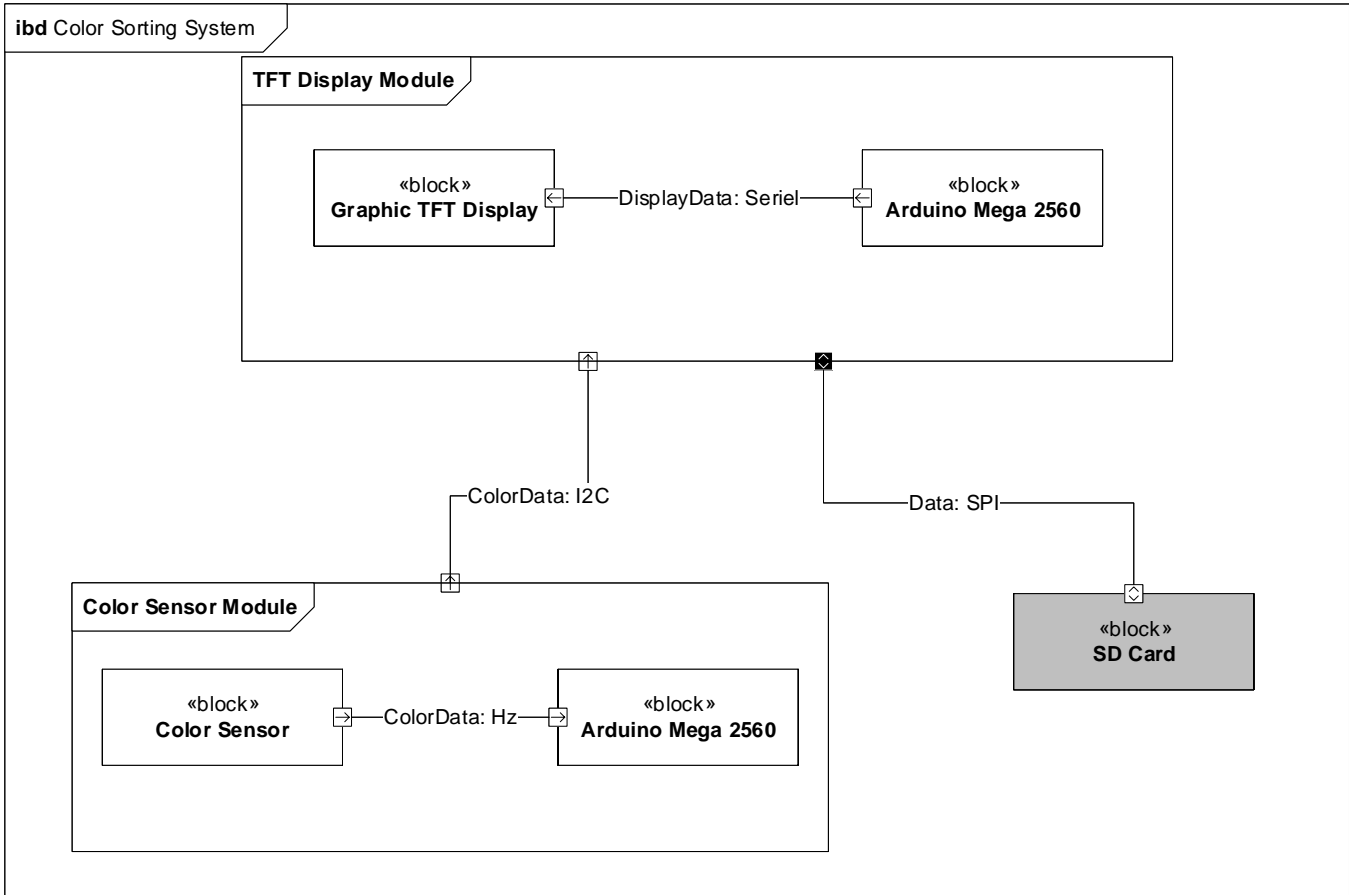 ibd Color Sorting System
TFT Display Module
«block»
Graphic TFT Display
DisplayData: Seriel
«block»
Arduino Mega 2560
ColorData: I2C
Data: SPI
Color Sensor Module
«block»
Color Sensor
ColorData: Hz
«block»
Arduino Mega 2560
«block»
SD Card